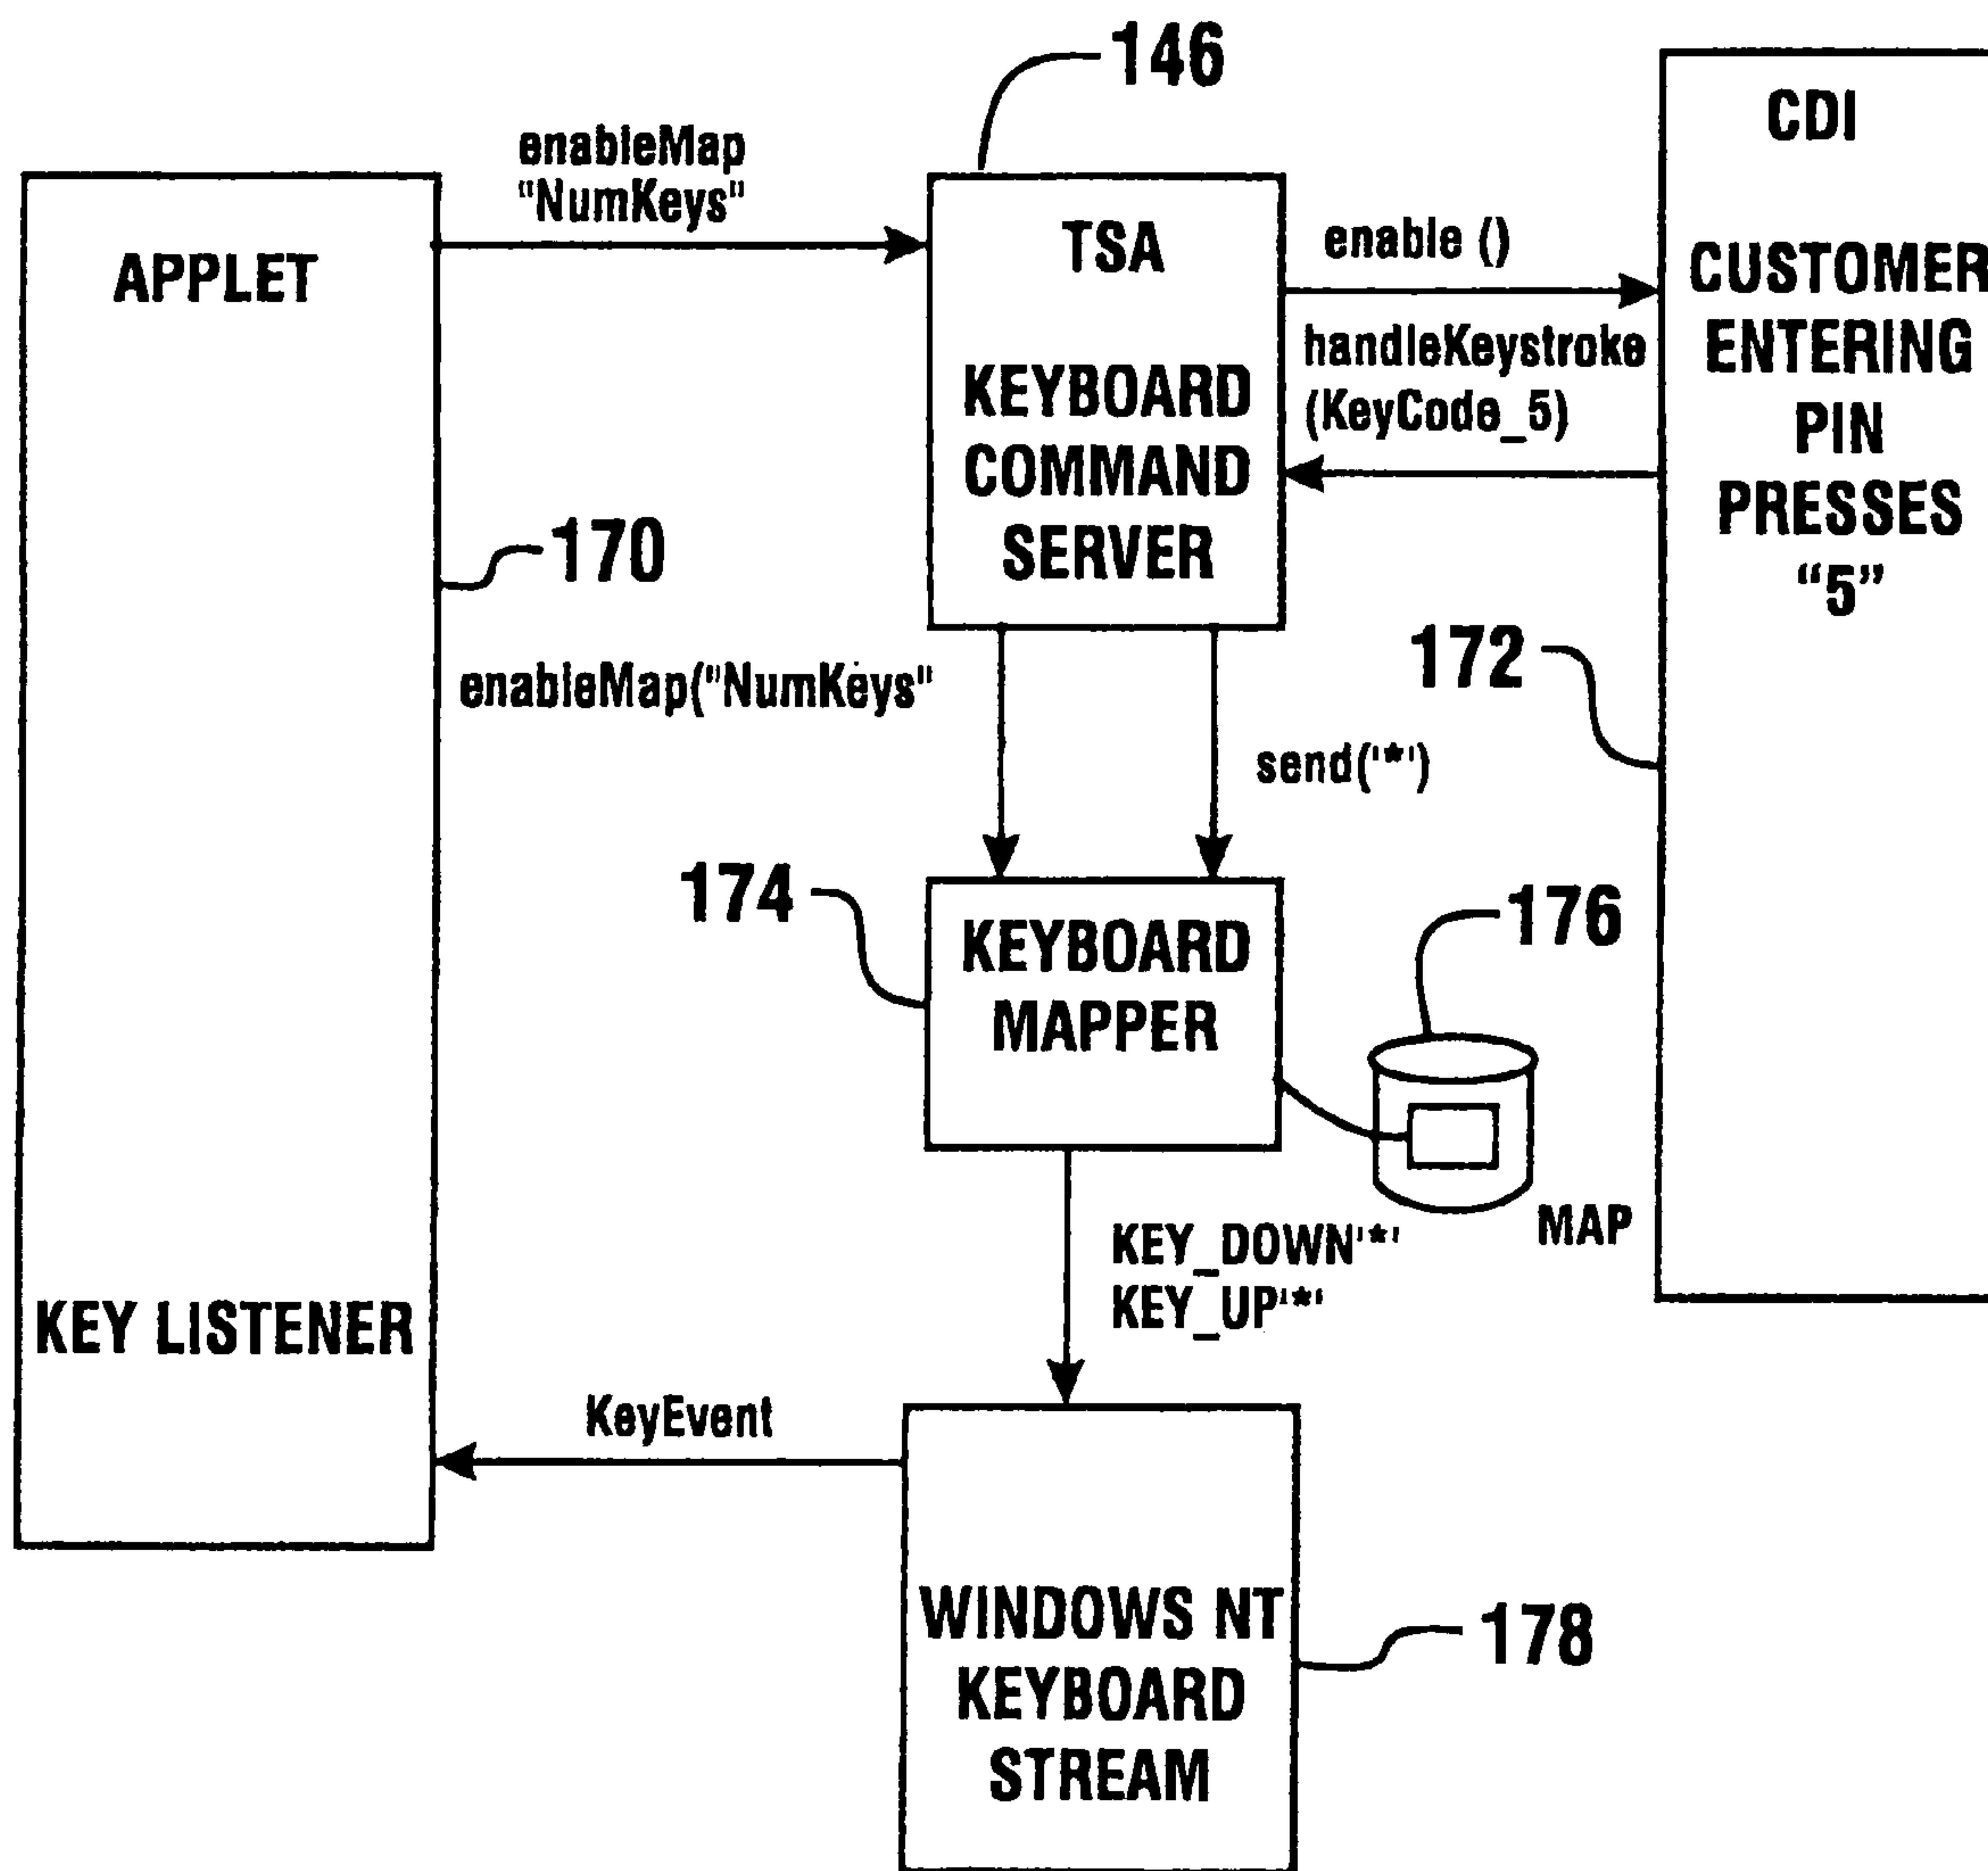 146
enableMap
"NumKeys"
APPLET
TSA
KEYBOARD
COMMAND
SERVER
enable ()
handleKeystroke
(KeyCode_5)
CDI
CUSTOMER
ENTERING
PIN
PRESSES
“5”
170
172
enableMap("NumKeys"
send('*')
174
KEYBOARD
MAPPER
176
MAP
KEY_DOWN'*'
KEY_UP'*'
KEY LISTENER
KeyEvent
WINDOWS NT
KEYBOARD
STREAM
178